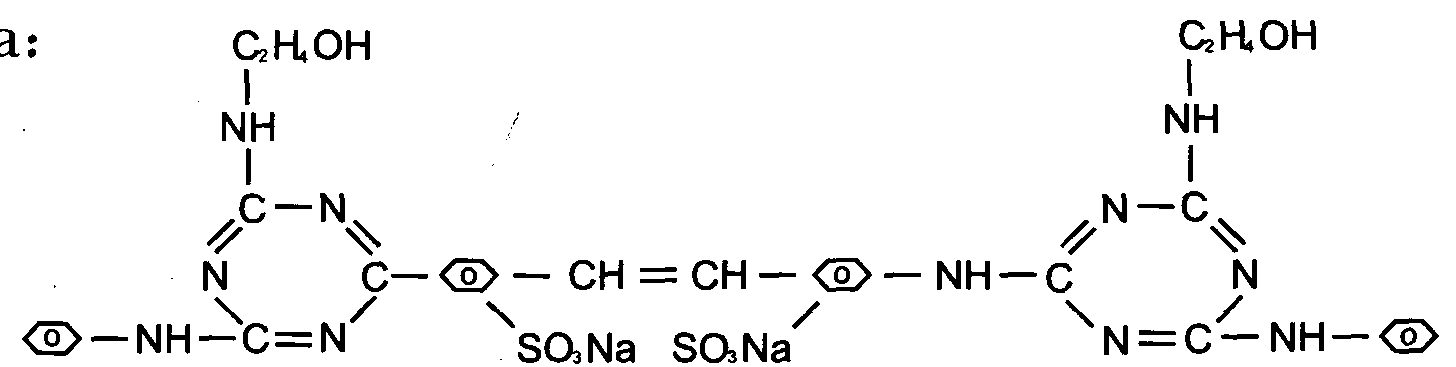 a:
C₂H₄OH C₂H₄OH
NH NH
C–N N–C
N C–⌬–CH=CH–⌬–NH–C N
⌬–NH–C=N SO₃Na SO₃Na N=C–NH–⌬